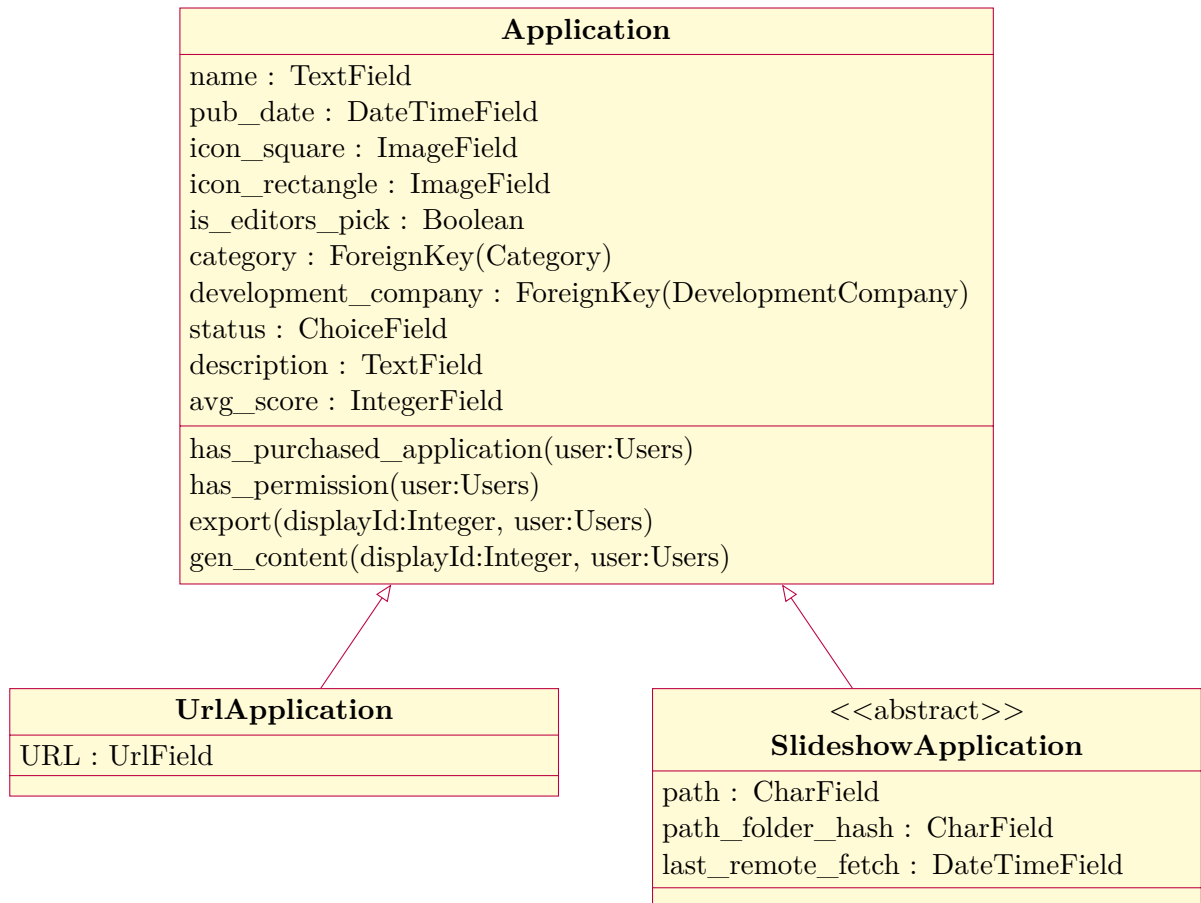 Application
name : TextField
pub_date : DateTimeField
icon_square : ImageField
icon_rectangle : ImageField
is_editors_pick : Boolean
category : ForeignKey(Category)
development_company : ForeignKey(DevelopmentCompany)
status : ChoiceField
description : TextField
avg_score : IntegerField
has_purchased_application(user:Users)
has_permission(user:Users)
export(displayId:Integer, user:Users)
gen_content(displayId:Integer, user:Users)
UrlApplication
URL : UrlField
<<abstract>>
SlideshowApplication
path : CharField
path_folder_hash : CharField
last_remote_fetch : DateTimeField